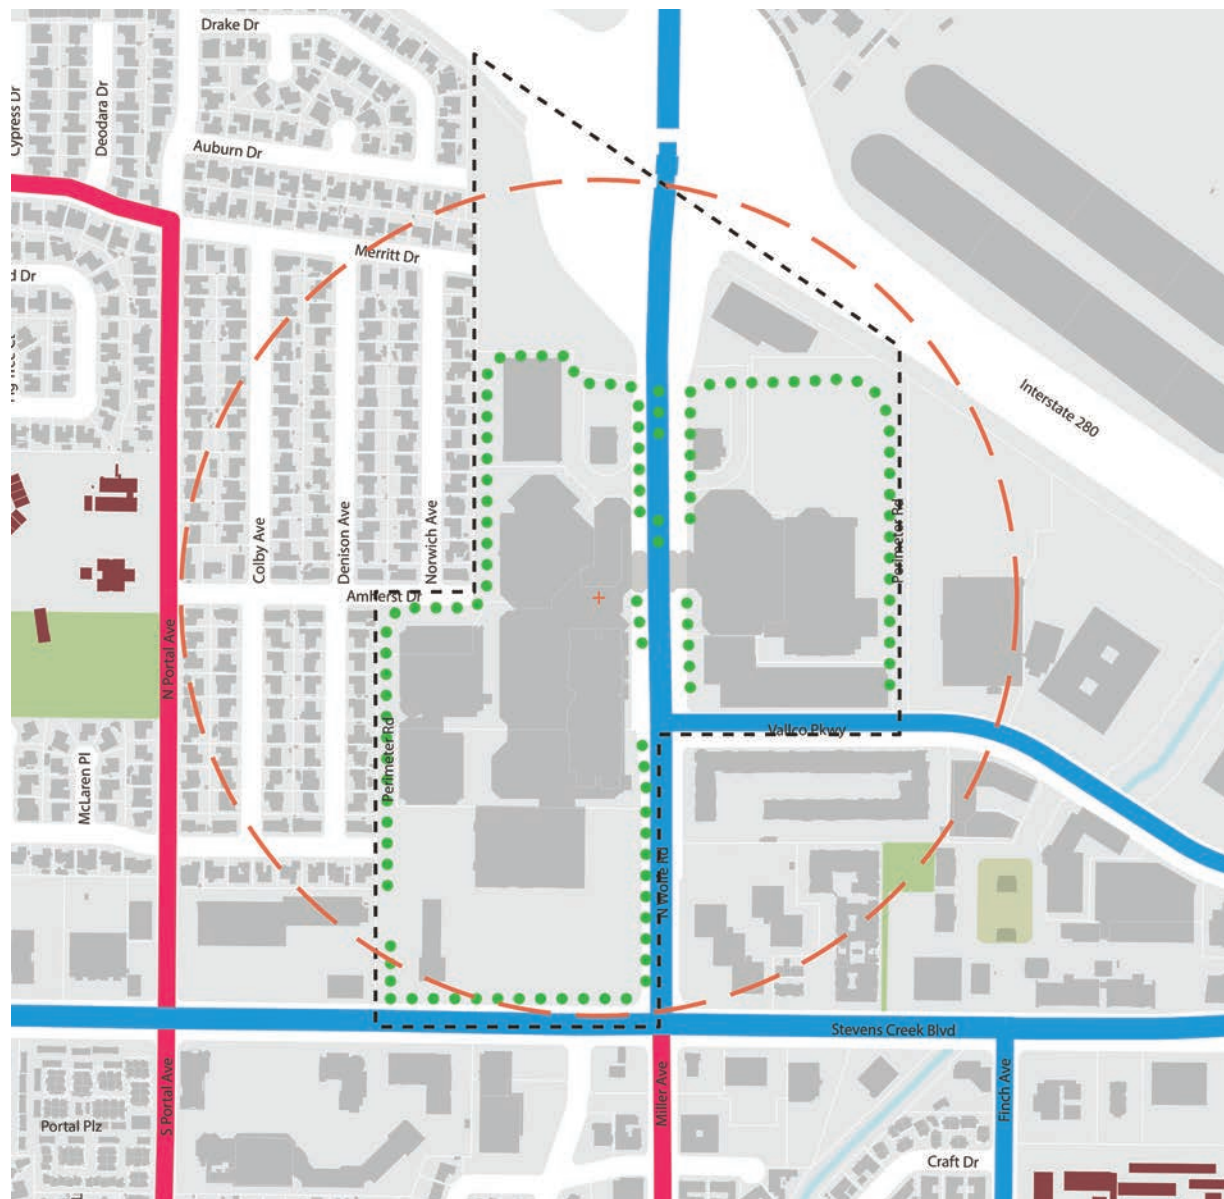 Drake Dr
Cypress Dr
Deodara Dr
Auburn Dr
Merritt Dr
d Dr
Interstate 280
Colby Ave
Denison Ave
Norwich Ave
Perimeter Rd
Amherst Dr
N Portal Ave
Perimeter Rd
Vallco Pkwy
McLaren Pl
N Wolfe Rd
Stevens Creek Blvd
S Portal Ave
Miller Ave
Finch Ave
Portal Plz
Craft Dr